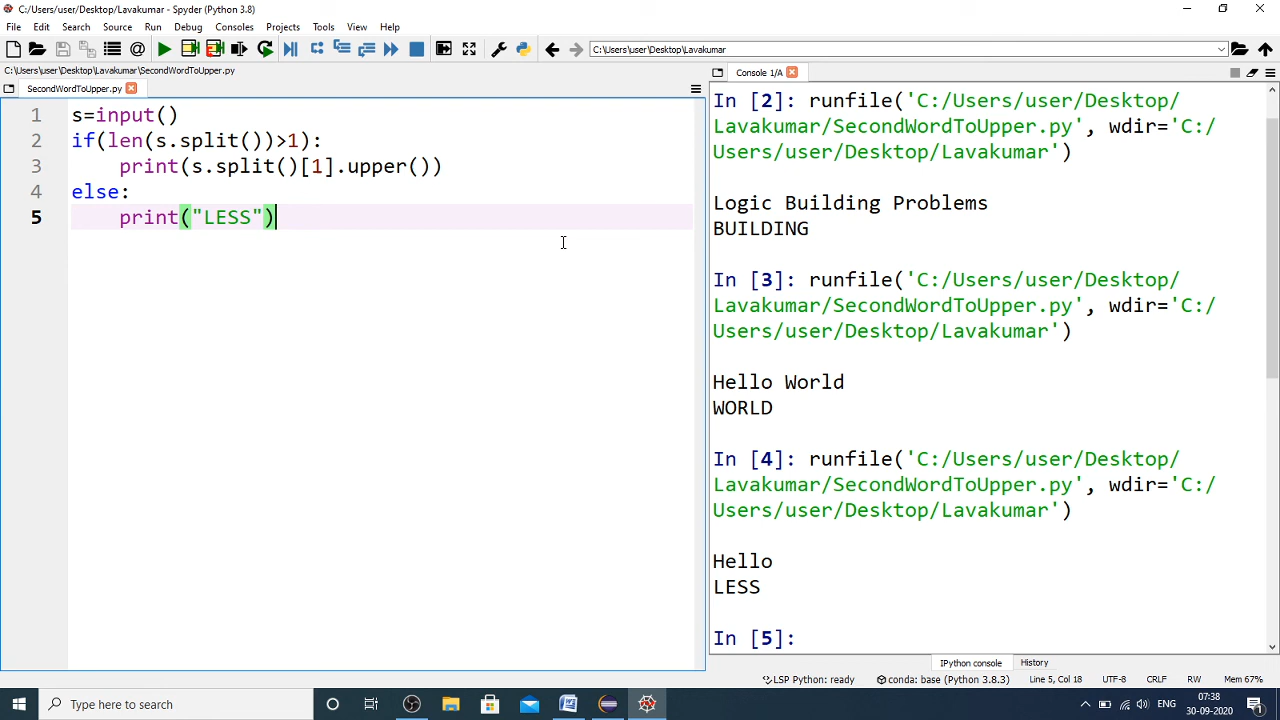 C:/Users/user/Desktop/Lavakumar - Spyder (Python 3.8)
File Edit Search Run Debug Consoles Projects Tools View Help
Source
C:\Users\user\Desktop\Lavakumar
C:\Users\user\Desktop\Lavakumar\SecondWordToUpper.py
SecondWordToUpper.py
1 s=input()
2 if(len(s.split())>1):
3     print(s.split()[1].upper())
4 else:
5     print("LESS")
Console 1/A
In [2]: runfile('C:/Users/user/Desktop/
Lavakumar/SecondWordToUpper.py', wdir='C:/
Users/user/Desktop/Lavakumar')
Logic Building Problems
BUILDING
In [3]: runfile('C:/Users/user/Desktop/
Lavakumar/SecondWordToUpper.py', wdir='C:/
Users/user/Desktop/Lavakumar')
Hello World
WORLD
In [4]: runfile('C:/Users/user/Desktop/
Lavakumar/SecondWordToUpper.py', wdir='C:/
Users/user/Desktop/Lavakumar')
Hello
LESS
In [5]:
IPython console History
LSP Python: ready conda: base (Python 3.8.3) Line 5, Col 18 UTF-8 CRLF RW Mem 67%
Type here to search
ENG
07:38
30-09-2020
1